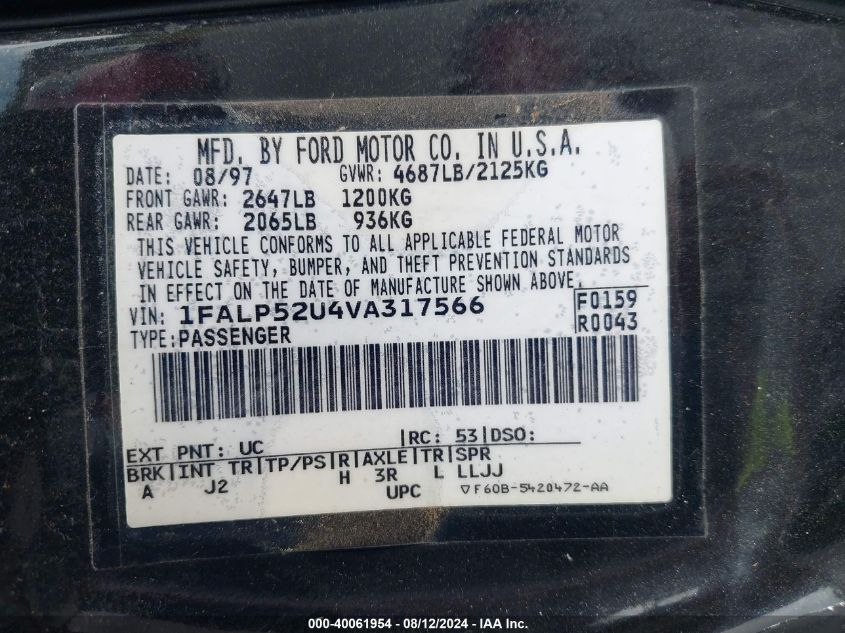 MFD. BY FORD MOTOR CO. IN U.S.A.
DATE: 08/97 GVWR: 4687LB/2125KG
FRONT GAWR: 2647LB 1200KG
REAR GAWR: 2065LB 936KG
THIS VEHICLE CONFORMS TO ALL APPLICABLE FEDERAL MOTOR
VEHICLE SAFETY, BUMPER, AND THEFT PREVENTION STANDARDS
IN EFFECT ON THE DATE OF MANUFACTURE SHOWN ABOVE.
VIN: 1FALP52U4VA317566 F0159
TYPE: PASSENGER R0043
EXT PNT: UC |RC: 53|DSO:
BRK|INT TR|TP/PS|R|AXLE|TR|SPR
A J2 H 3R L LLJJ
UPC ▽F60B-5420472-AA
000-40061954 - 08/12/2024 - © IAA Holdings, LLC.